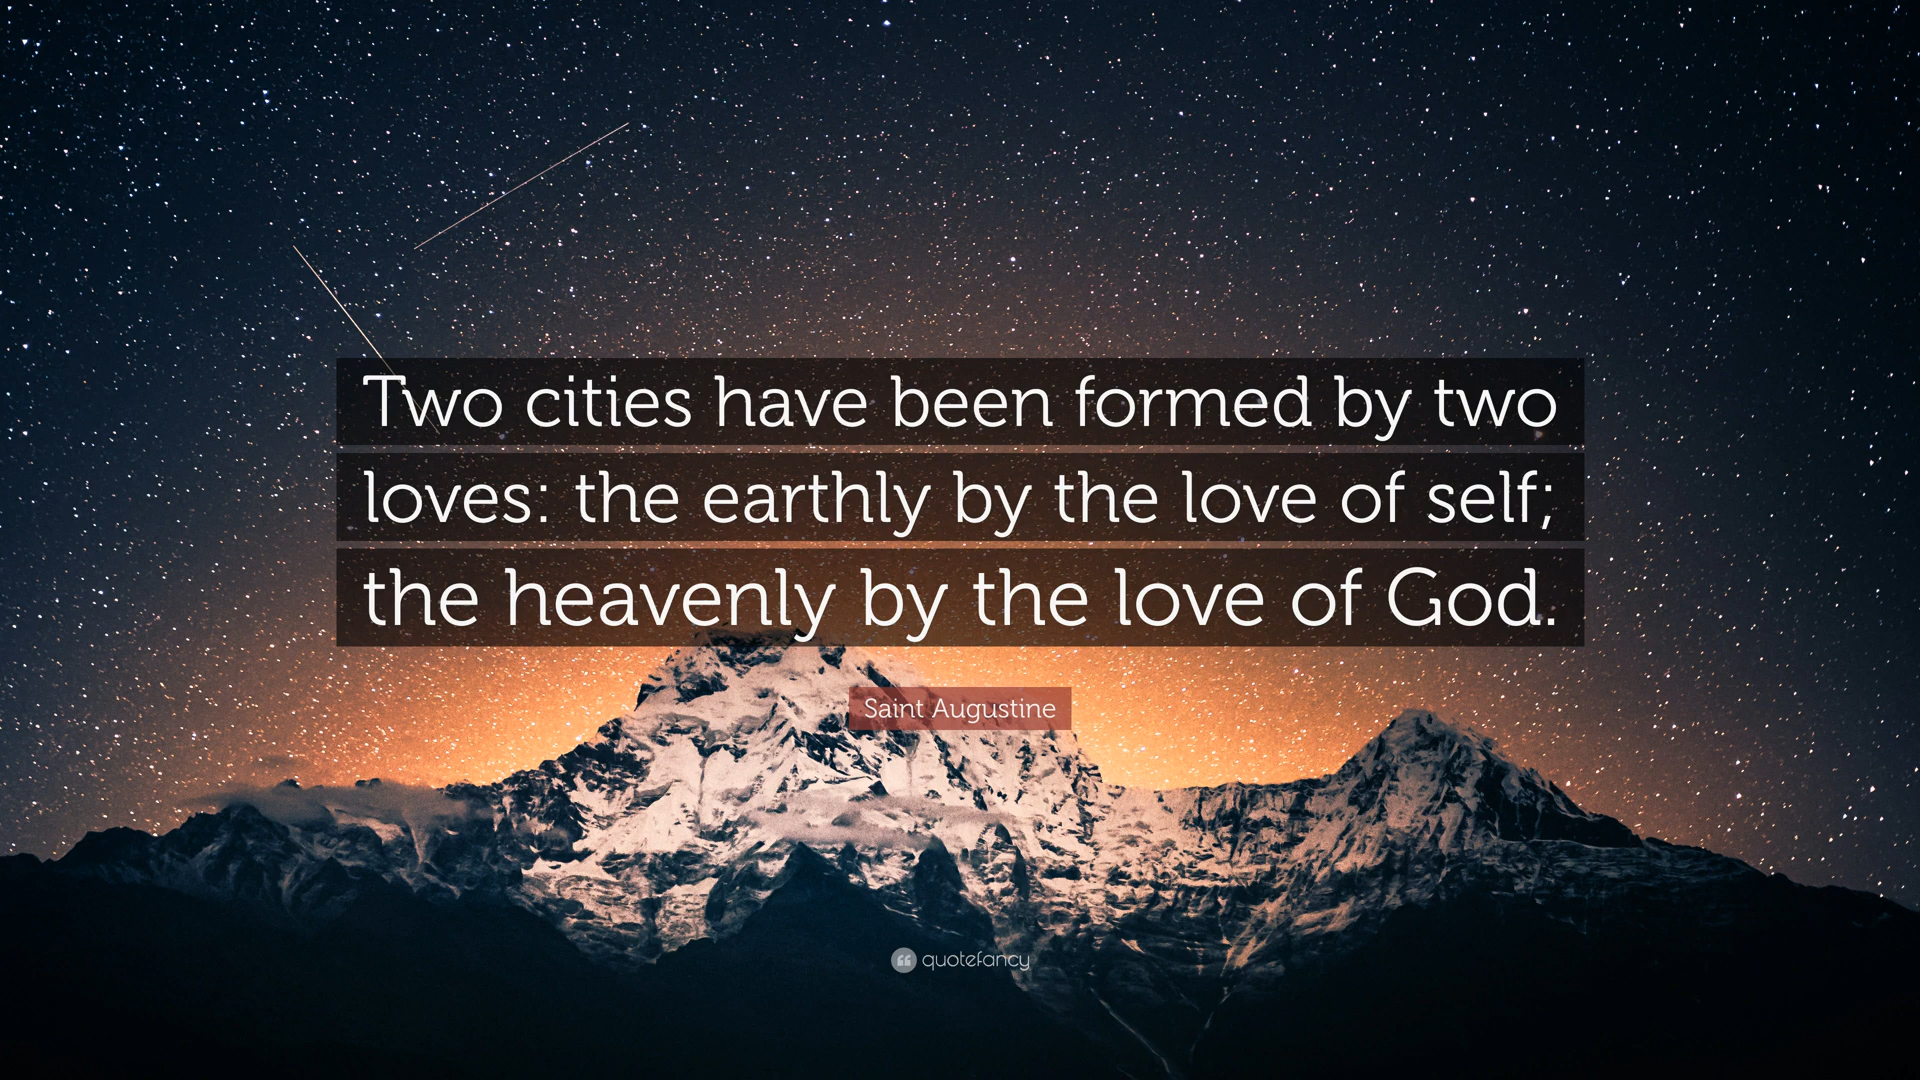 Two cities have been formed by two
loves: the earthly by the love of self;
the heavenly by the love of God.
Saint Augustine
quotefancy